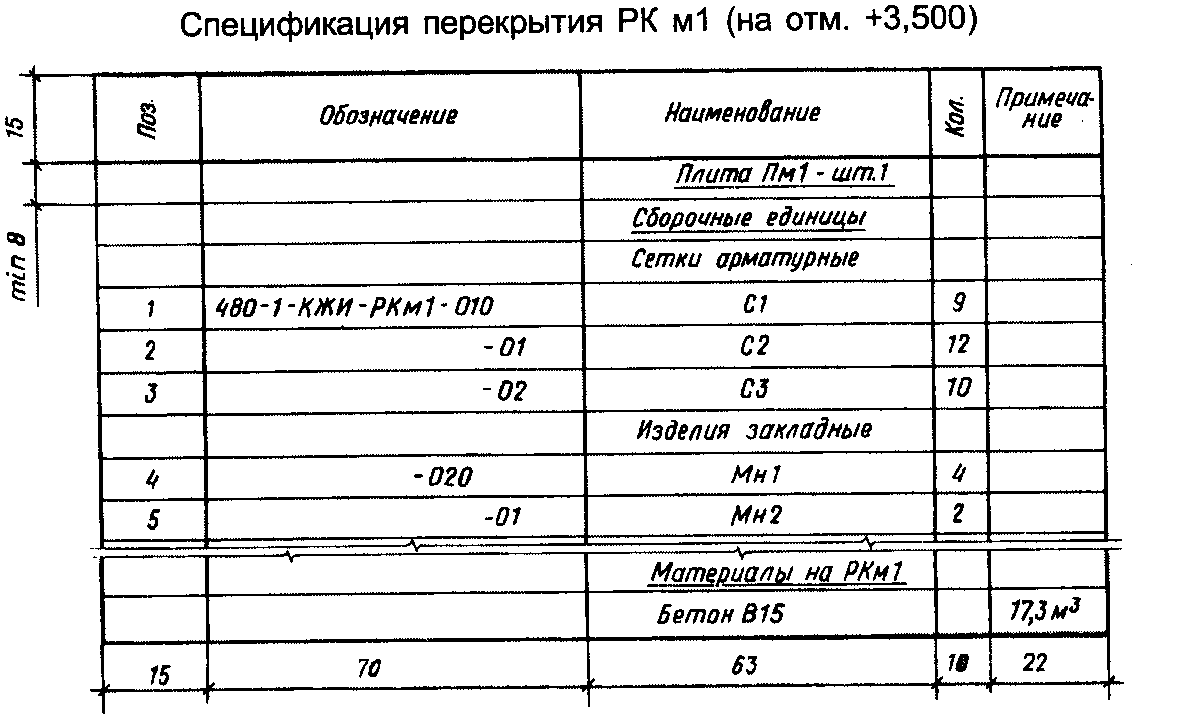 Спецификация перекрытия РК м1 (на отм. +3,500)
15
min 8
Поз. Обозначение Наименование Кол. Примеча-
ние
Плита Пм1 - шт.1
Сборочные единицы
Сетки арматурные
1 480-1-КЖИ-РКм1-010 С1 9
2 -01 С2 12
3 -02 С3 10
Изделия закладные
4 -020 Мн1 4
5 -01 Мн2 2
Материалы на РКм1
Бетон В15 17,3 м³
15 70 63 10 22